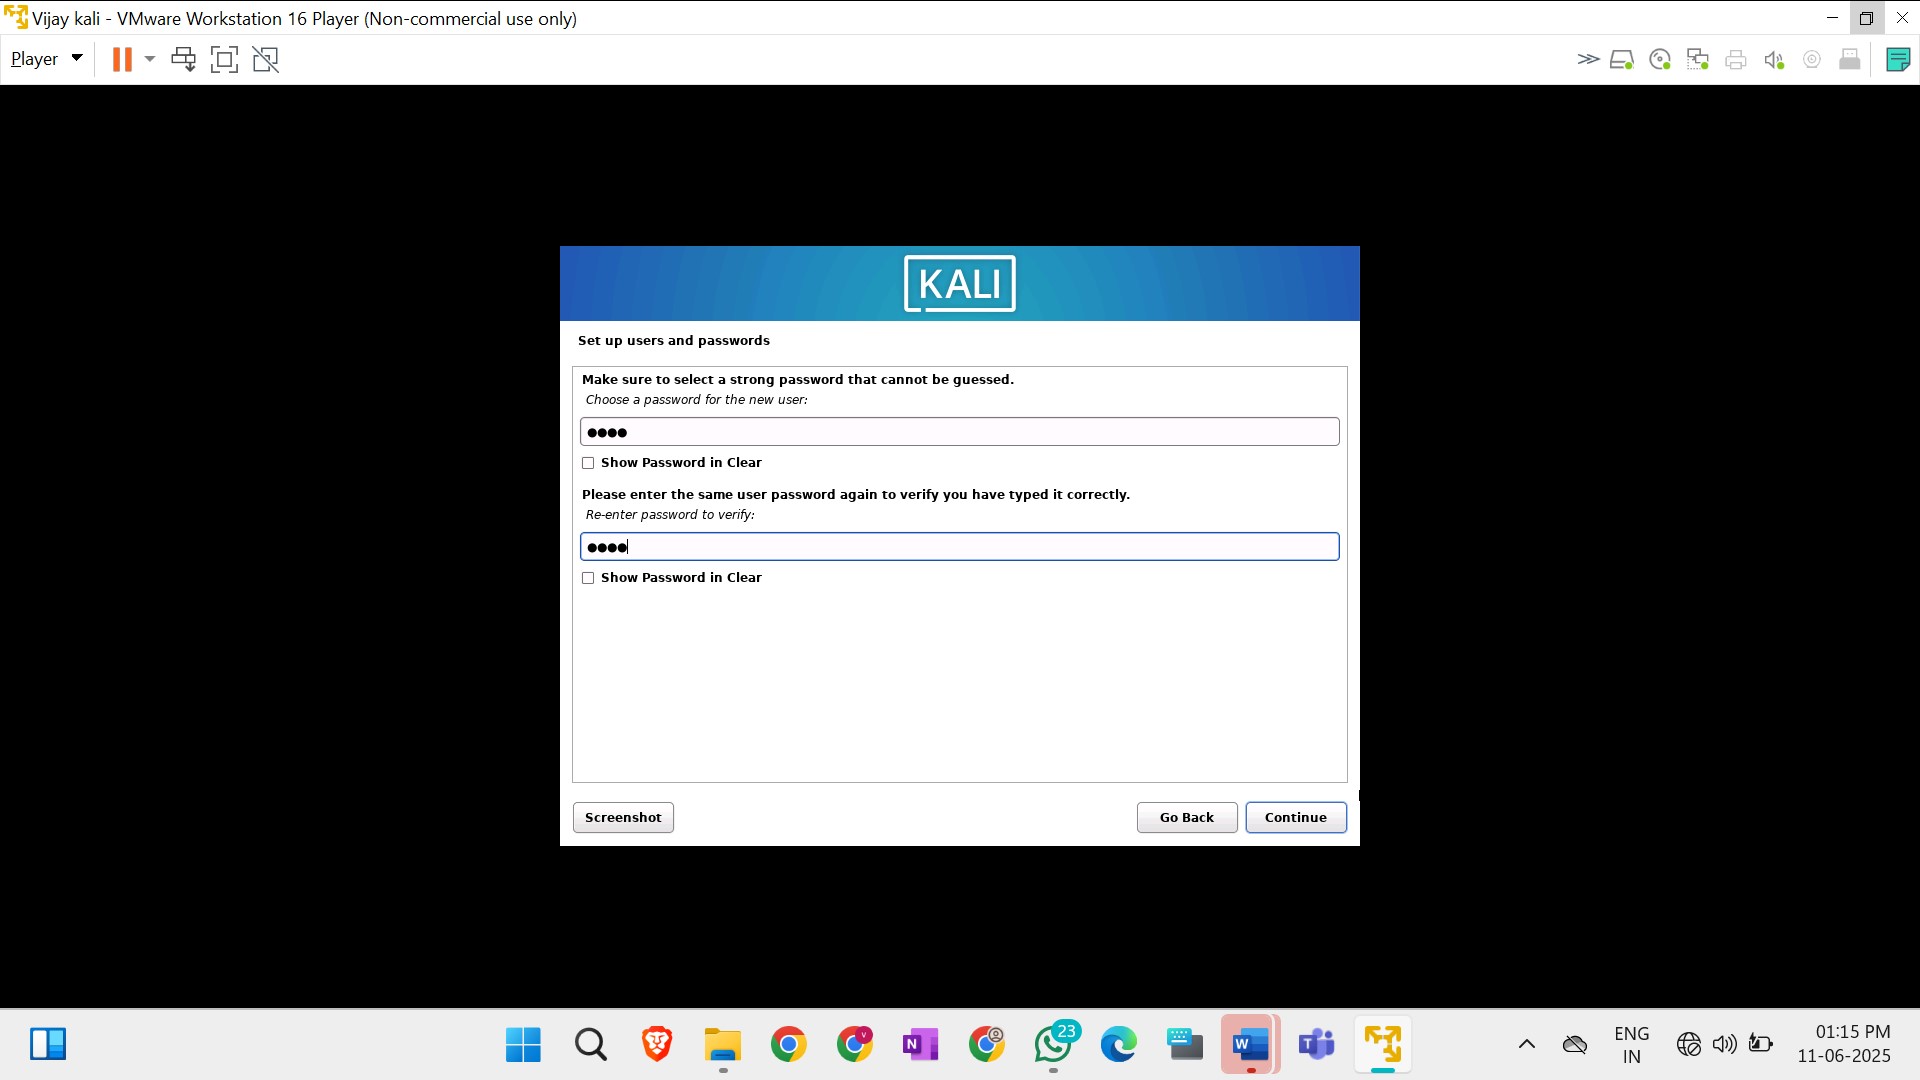 Vijay kali - VMware Workstation 16 Player (Non-commercial use only)
Player
KALI
Set up users and passwords
Make sure to select a strong password that cannot be guessed.
Choose a password for the new user:
●●●●
Show Password in Clear
Please enter the same user password again to verify you have typed it correctly.
Re-enter password to verify:
●●●●
Show Password in Clear
Screenshot
Go Back
Continue
V
N
23
W
T
ENG
IN
01:15 PM
11-06-2025